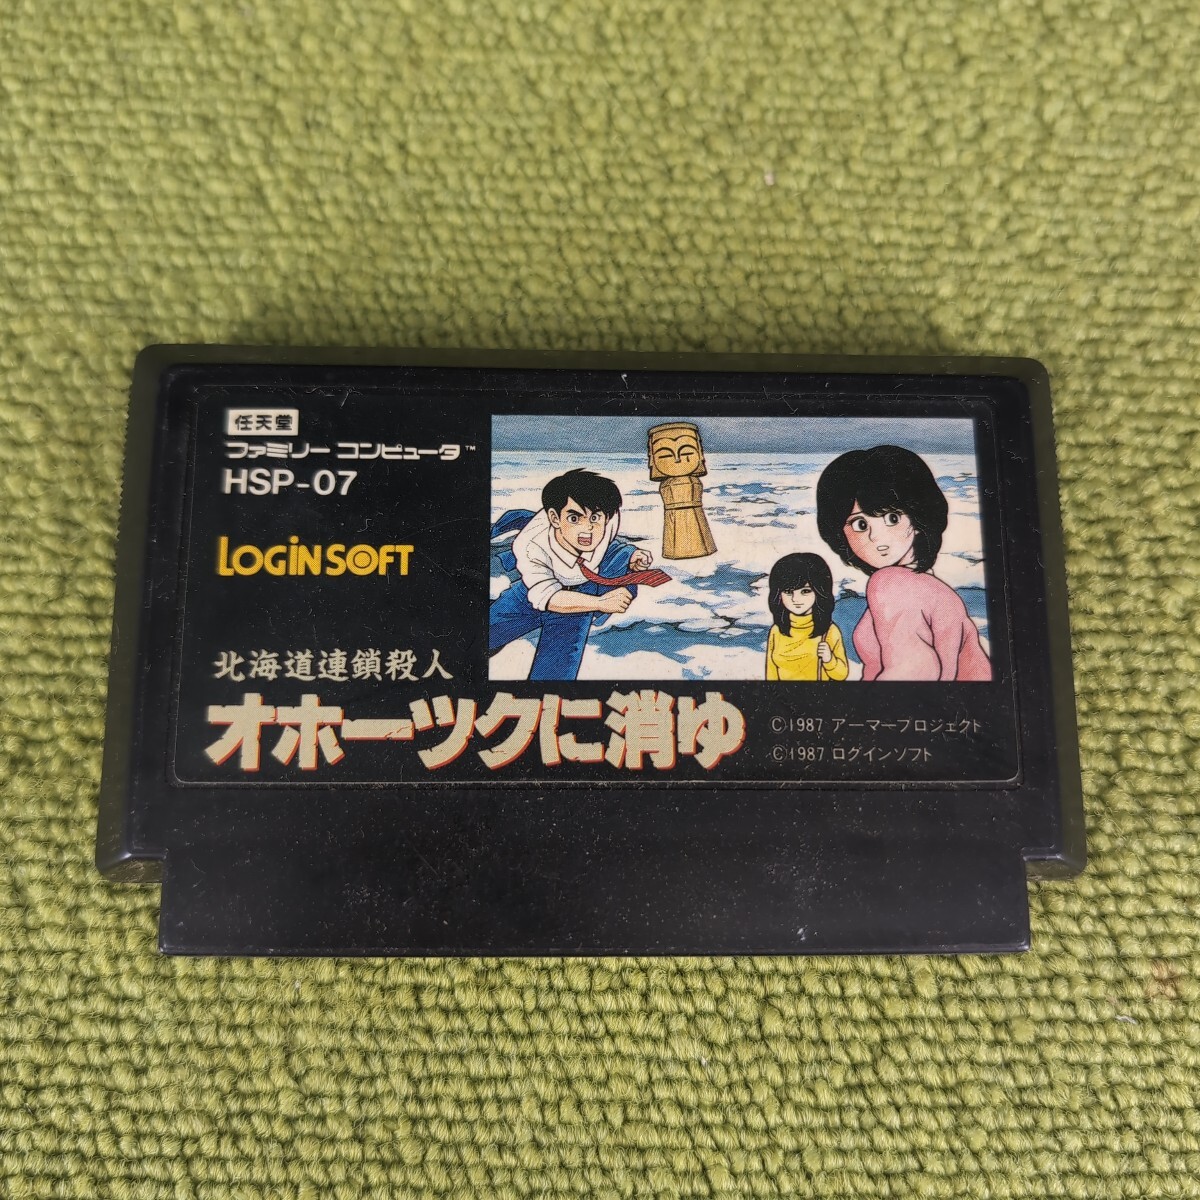 任天堂
ファミリーコンピュータ™
HSP-07
LOGiNSOFT
北海道連鎖殺人
オホーツクに消ゆ
©1987 アーマープロジェクト
©1987 ログインソフト